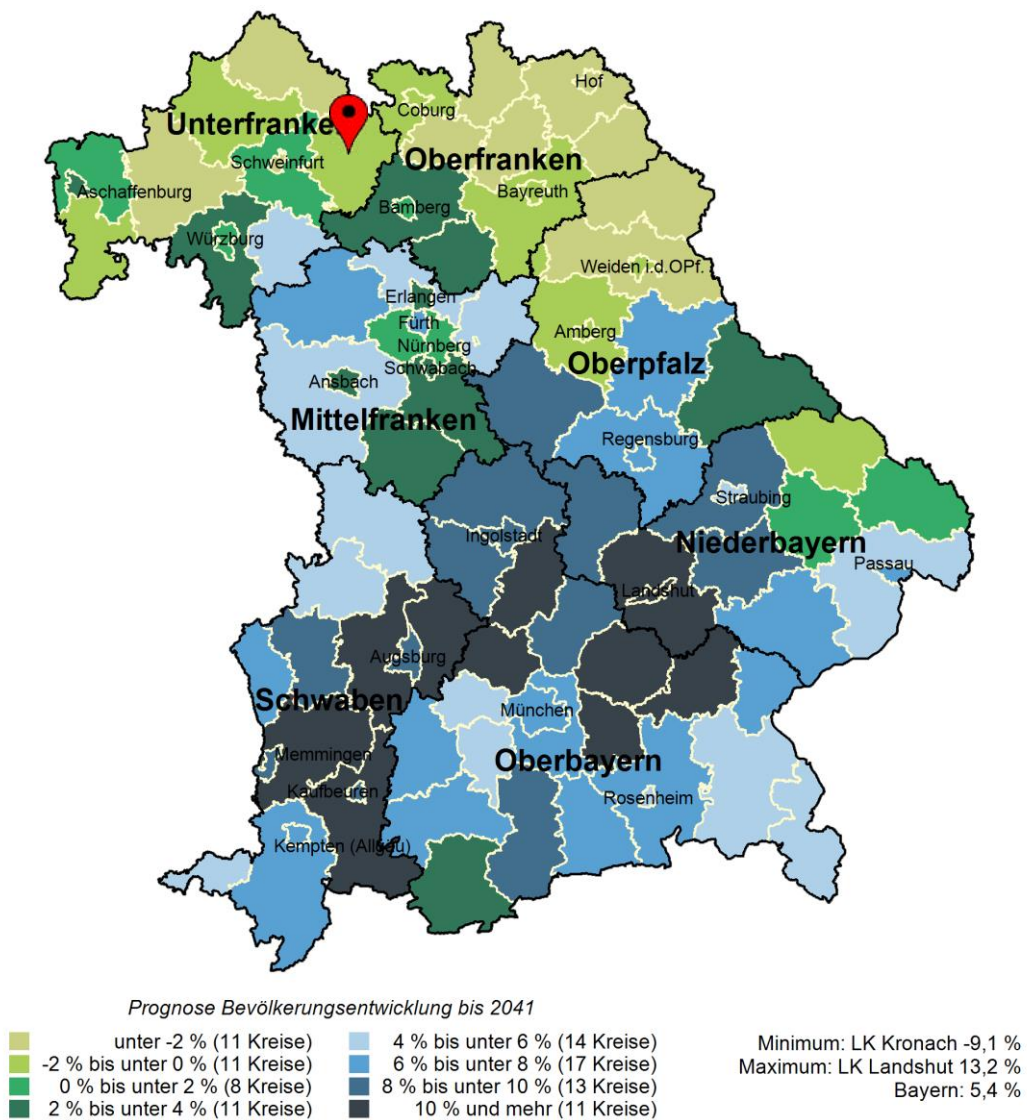 Hof
Coburg
Unterfranke
Schweinfurt
Oberfranken
Aschaffenburg
Bayreuth
Bamberg
Würzburg
Weiden i.d.OPf.
Erlangen
Fürth
Amberg
Nürnberg
Oberpfalz
Schwabach
Ansbach
Mittelfranken
Regensburg
Straubing
Ingolstadt
Niederbayern
Passau
Landshut
Augsburg
Schwaben
München
Memmingen
Oberbayern
Kaufbeuren
Rosenheim
Kempten (Allgäu)
Prognose Bevölkerungsentwicklung bis 2041
unter -2 % (11 Kreise)
-2 % bis unter 0 % (11 Kreise)
0 % bis unter 2 % (8 Kreise)
2 % bis unter 4 % (11 Kreise)
4 % bis unter 6 % (14 Kreise)
6 % bis unter 8 % (17 Kreise)
8 % bis unter 10 % (13 Kreise)
10 % und mehr (11 Kreise)
Minimum: LK Kronach -9,1 %
Maximum: LK Landshut 13,2 %
Bayern: 5,4 %